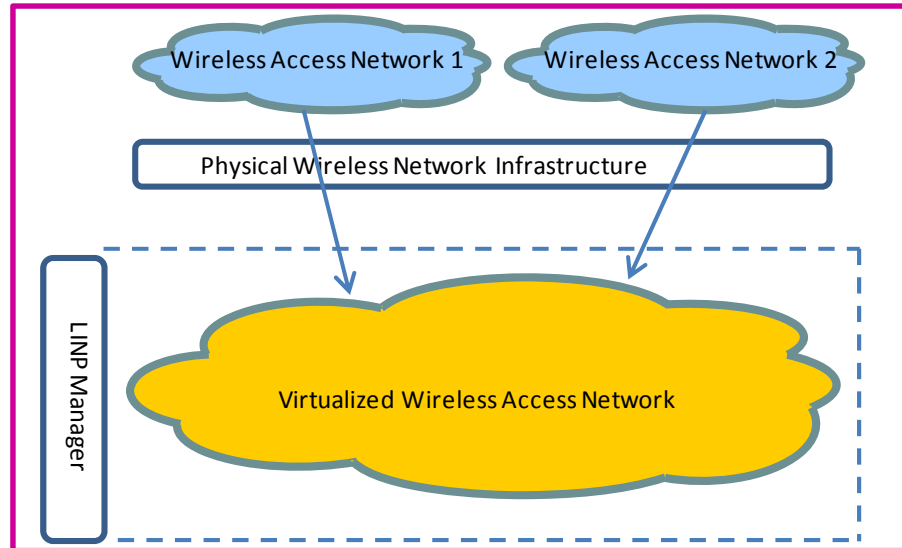 Wireless Access Network 1
Wireless Access Network 2
Physical Wireless Network Infrastructure
LINP Manager
Virtualized Wireless Access Network